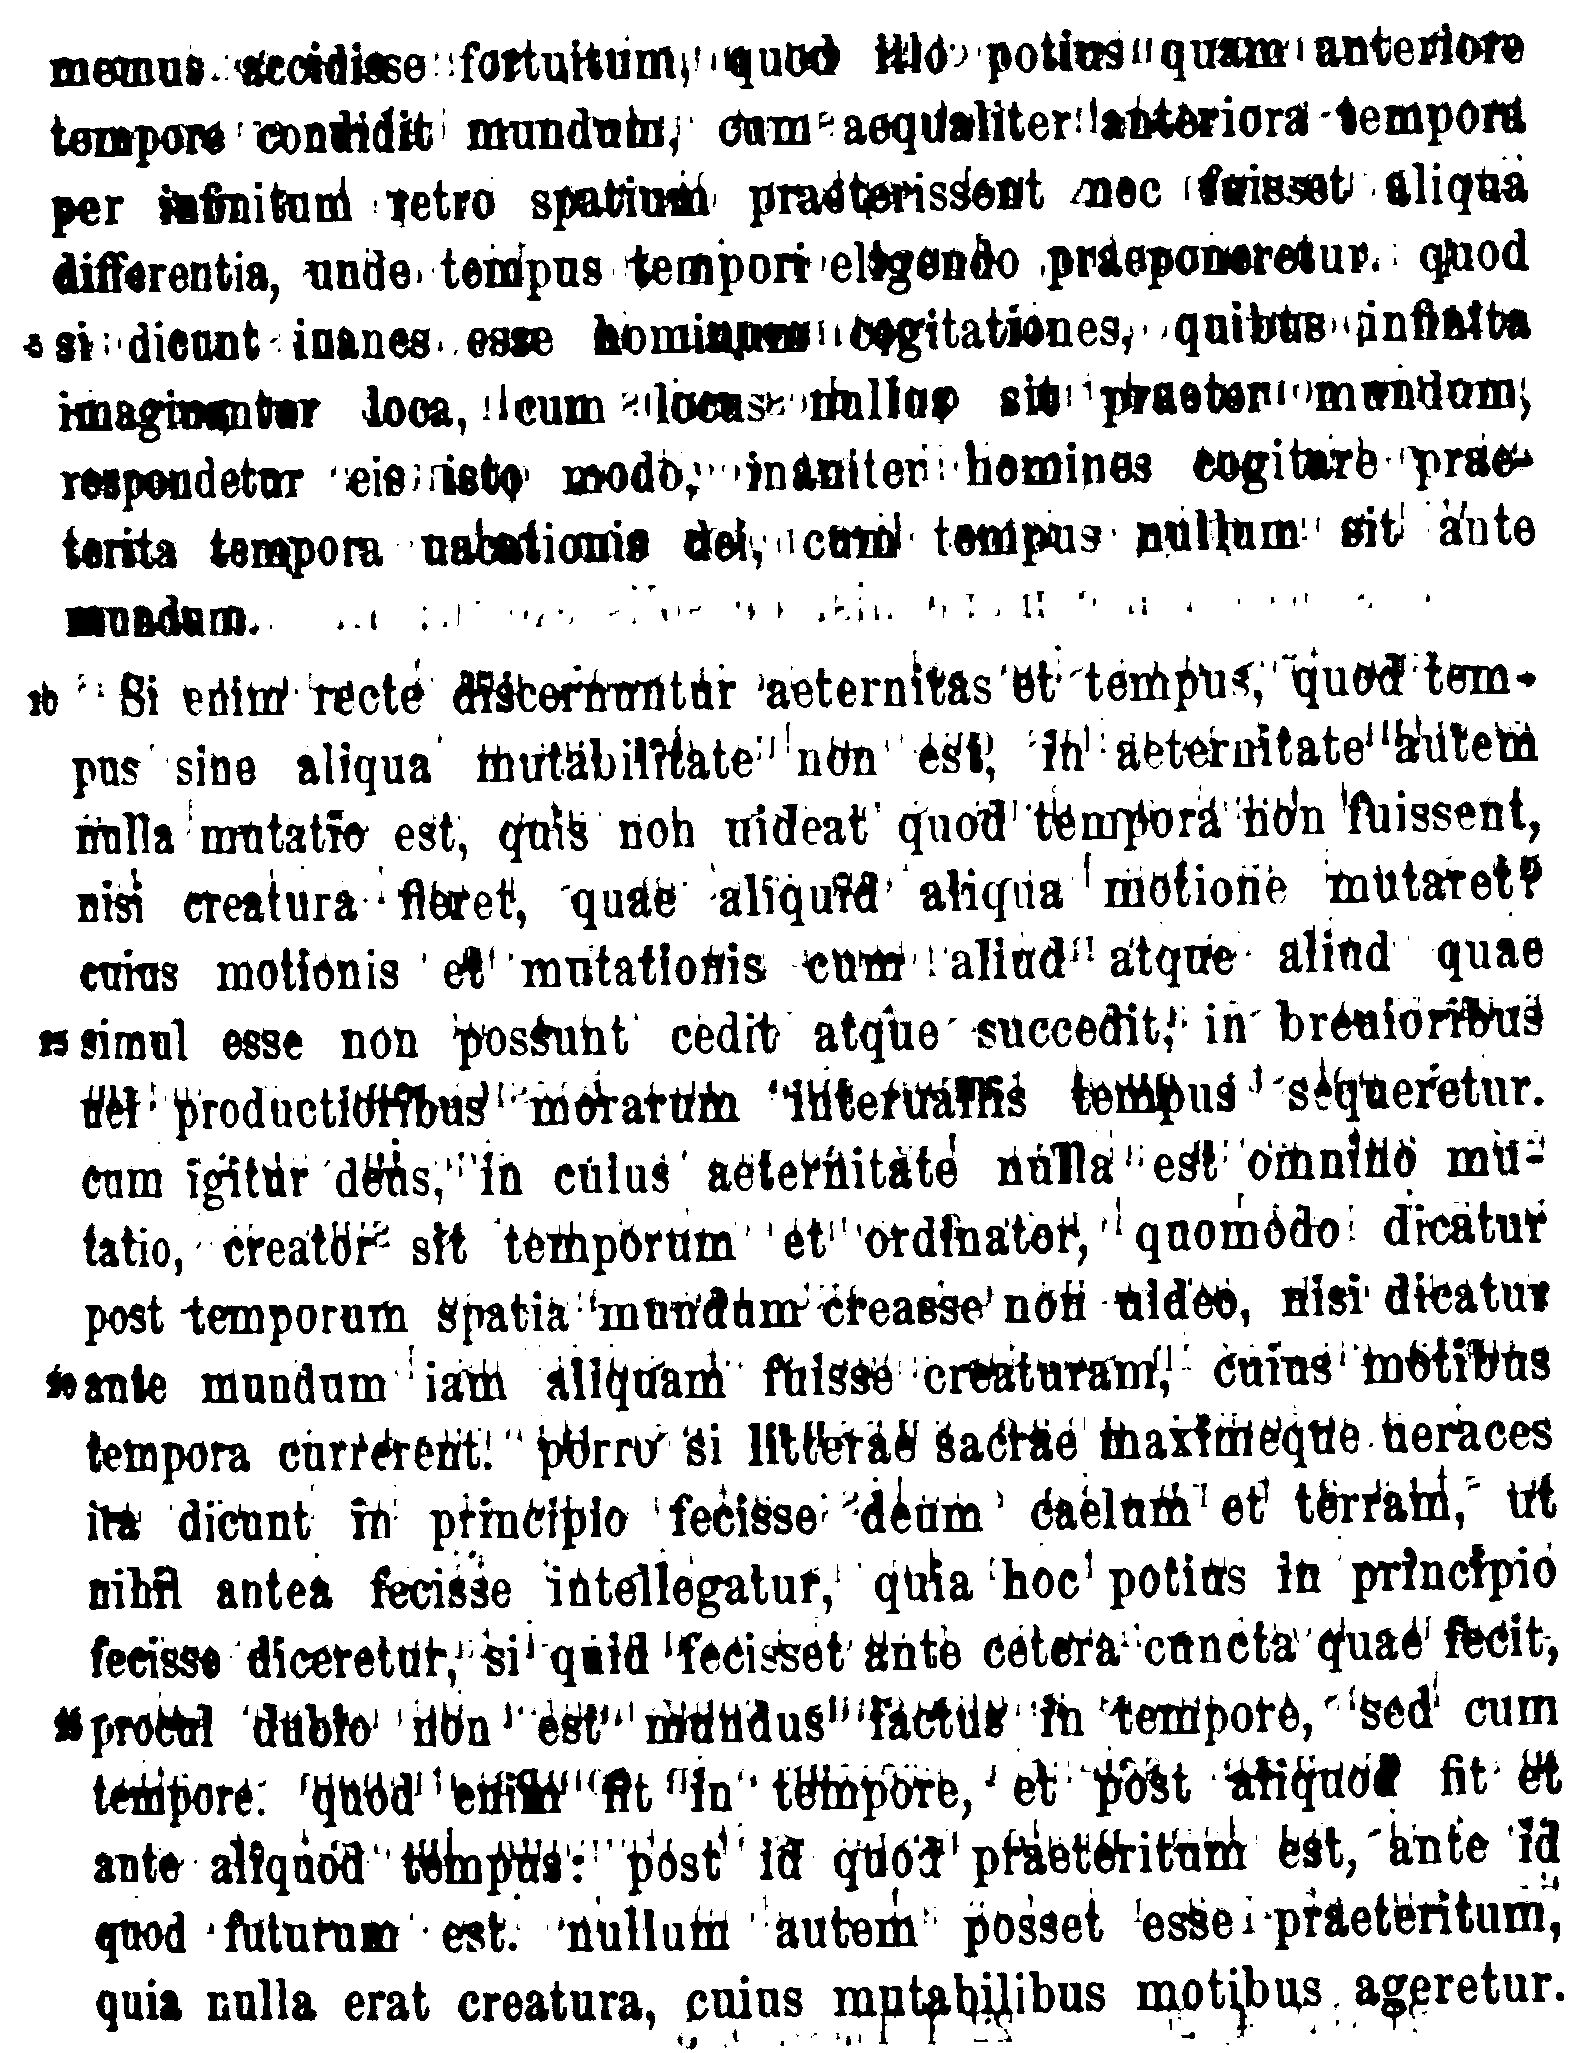 memus accidisse fortuitum, quod illo potius quam anteriore
tempore condidit mundum, cum aequaliter anteriora tempora
per infinitum retro spatium praeterissent nec fuisset aliqua
differentia, unde tempus tempori eligendo praeponeretur. quod
5 si dicunt inanes esse hominum cogitationes, quibus infinita
imaginantur loca, cum locus nullus sit praeter mundum,
respondetur eis isto modo, inaniter homines cogitare prae-
terita tempora uacationis dei, cum tempus nullum sit ante
mundum.
10 Si enim recte discernuntur aeternitas et tempus, quod tem-
pus sine aliqua mutabilitate non est, in aeternitate autem
nulla mutatio est, quis non uideat quod tempora non fuissent,
nisi creatura fieret, quae aliquid aliqua motione mutaret?
cuius motionis et mutationis cum aliud atque aliud quae
15 simul esse non possunt cedit atque succedit, in breuioribus
uel productioribus morarum interuallis tempus sequeretur.
cum igitur deus, in cuius aeternitate nulla est omnino mu-
tatio, creator sit temporum et ordinator, quomodo dicatur
post temporum spatia mundum creasse non uideo, nisi dicatur
20 ante mundum iam aliquam fuisse creaturam, cuius motibus
tempora currerent. porro si litterae sacrae maximeque ueraces
ita dicunt in principio fecisse deum caelum et terram, ut
nihil antea fecisse intellegatur, quia hoc potius in principio
fecisse diceretur, si quid fecisset ante cetera cuncta quae fecit,
25 procul dubio non est mundus factus in tempore, sed cum
tempore. quod enim fit in tempore, et post aliquod fit et
ante aliquod tempus: post id quod praeteritum est, ante id
quod futurum est. nullum autem posset esse praeteritum,
quia nulla erat creatura, cuius mutabilibus motibus ageretur.